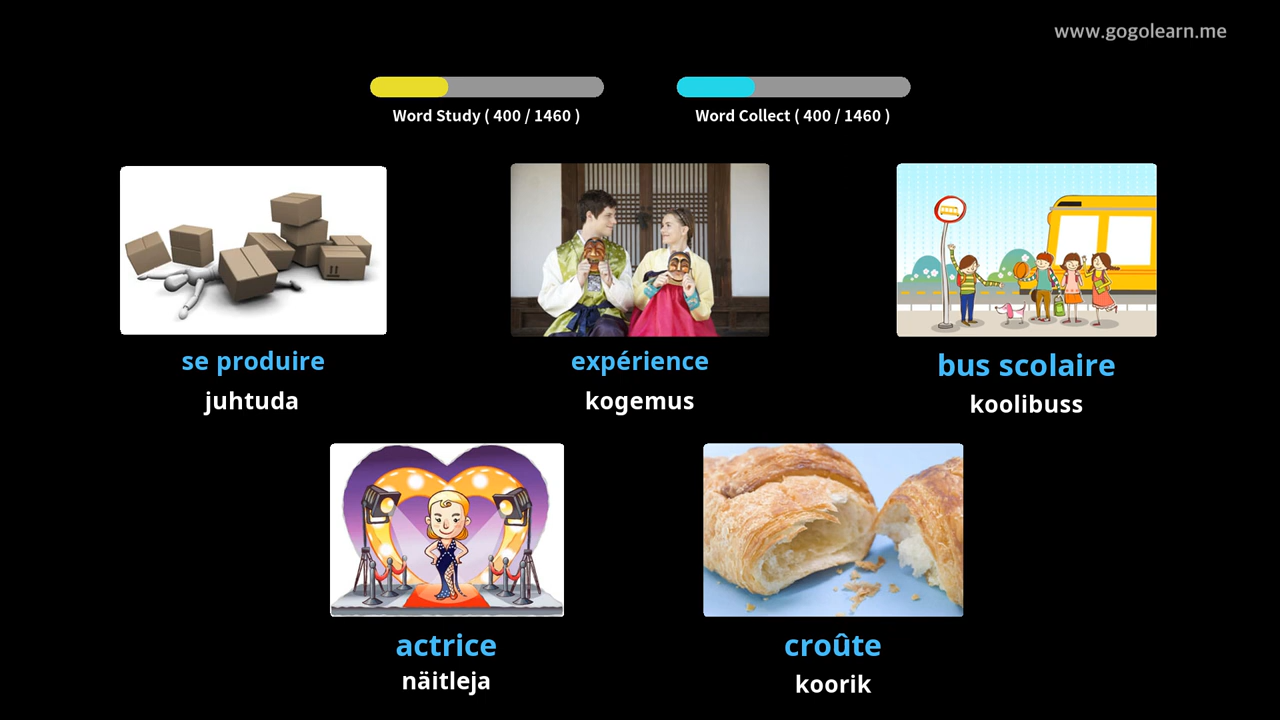 www.gogolearn.me
Word Study ( 400 / 1460 )
Word Collect ( 400 / 1460 )
se produire
juhtuda
expérience
kogemus
bus scolaire
koolibuss
actrice
näitleja
croûte
koorik